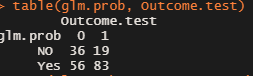 > table(glm.prob, Outcome.test)
Outcome.test
glm.prob 0 1
NO 36 19
Yes 56 83